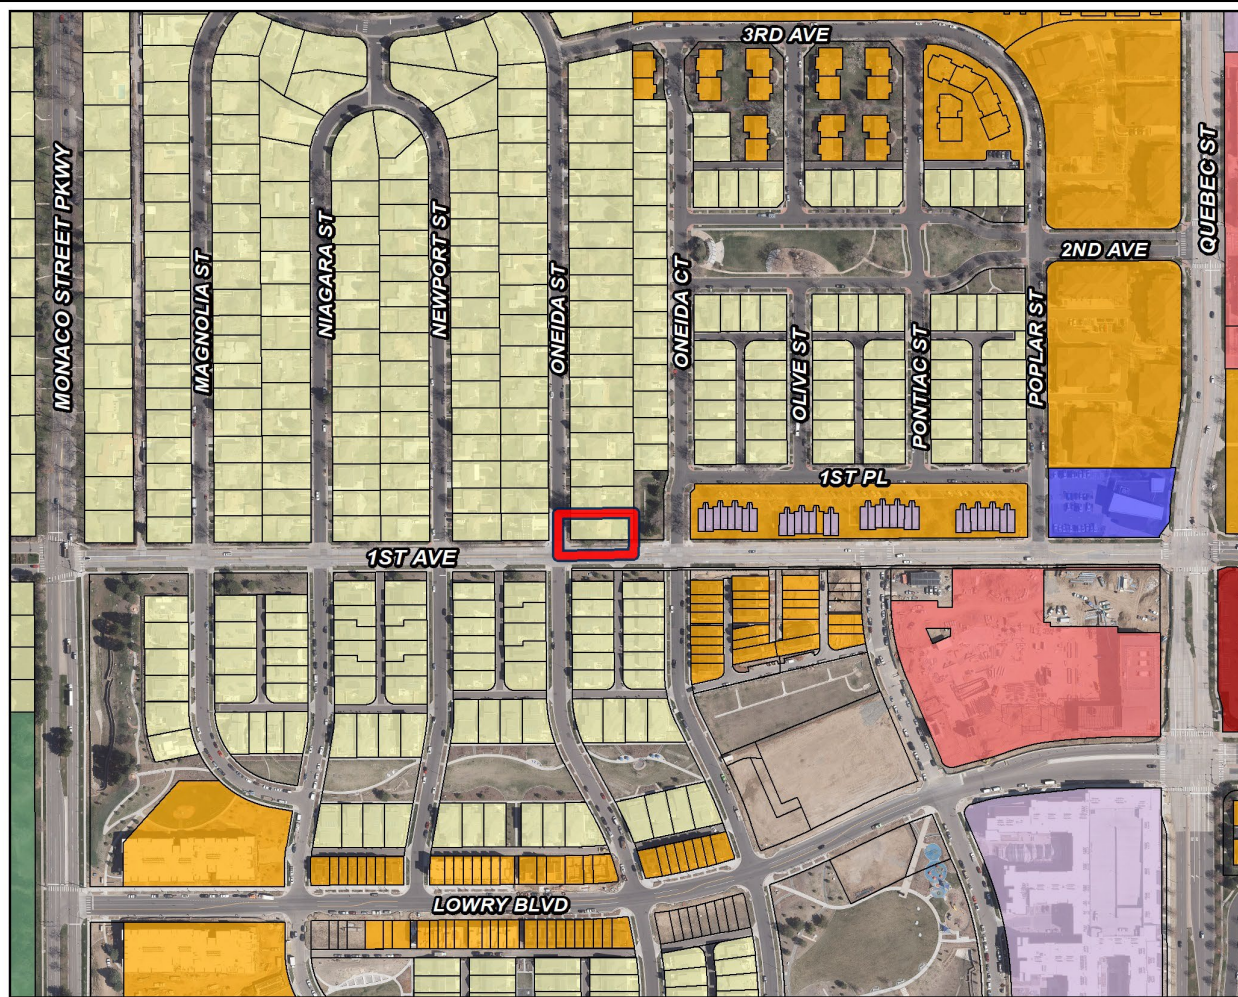 3RD AVE
MONACO STREET PKWY
MAGNOLIA ST
NIAGARA ST
NEWPORT ST
ONEIDA ST
ONEIDA CT
OLIVE ST
PONTIAC ST
POPLAR ST
QUEBEC ST
2ND AVE
1ST PL
1ST AVE
LOWRY BLVD